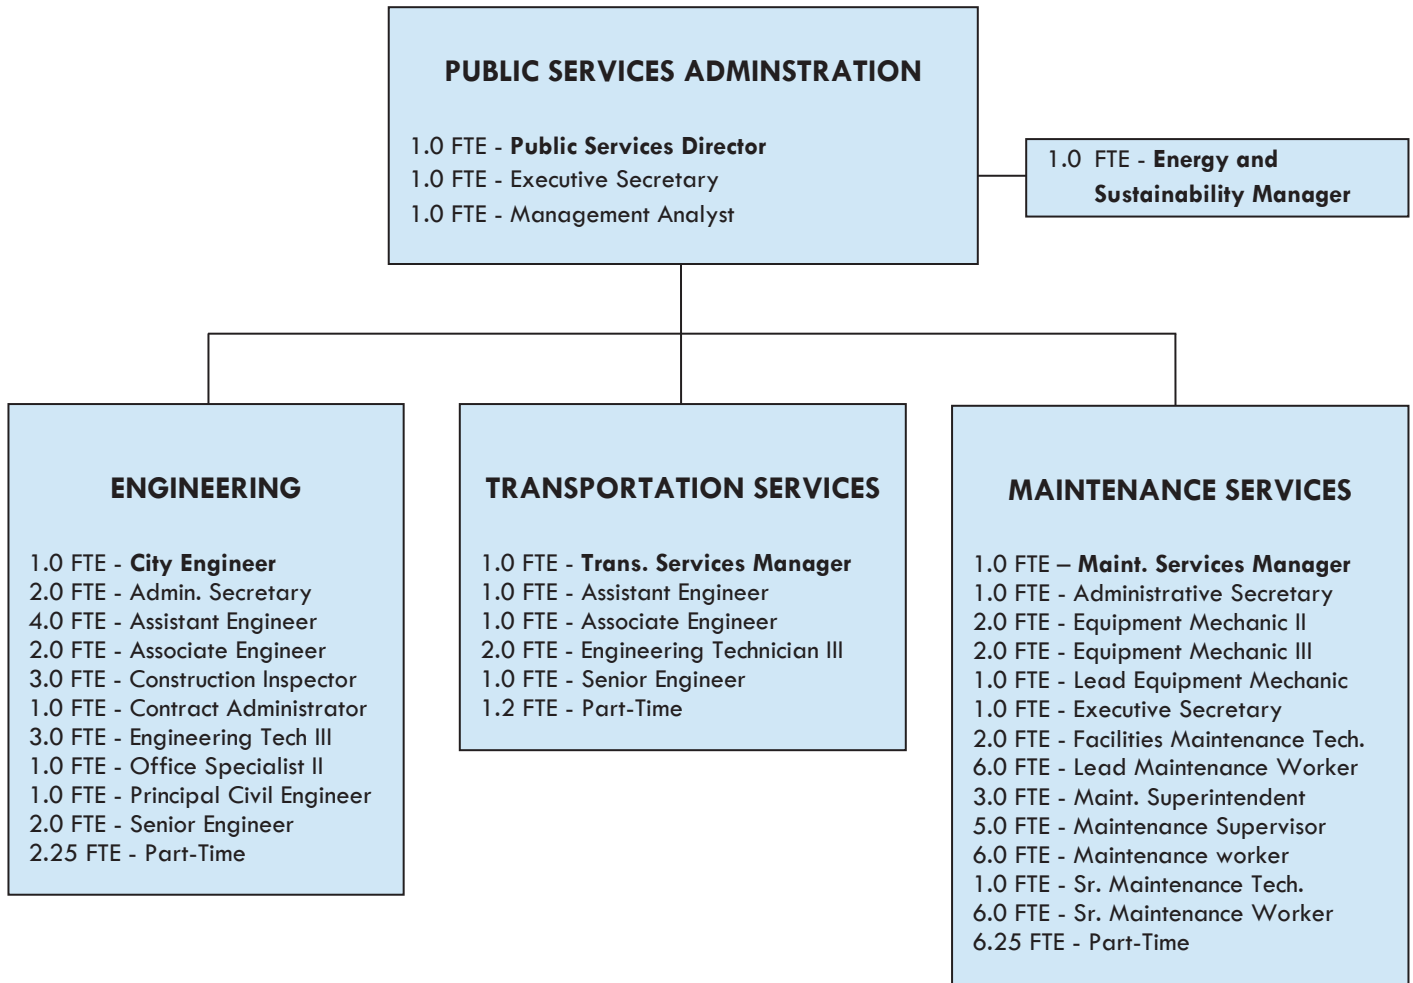 PUBLIC SERVICES ADMINSTRATION
1.0 FTE - Public Services Director
1.0 FTE - Executive Secretary
1.0 FTE - Management Analyst
1.0 FTE - Energy and
Sustainability Manager
ENGINEERING
1.0 FTE - City Engineer
2.0 FTE - Admin. Secretary
4.0 FTE - Assistant Engineer
2.0 FTE - Associate Engineer
3.0 FTE - Construction Inspector
1.0 FTE - Contract Administrator
3.0 FTE - Engineering Tech III
1.0 FTE - Office Specialist II
1.0 FTE - Principal Civil Engineer
2.0 FTE - Senior Engineer
2.25 FTE - Part-Time
TRANSPORTATION SERVICES
1.0 FTE - Trans. Services Manager
1.0 FTE - Assistant Engineer
1.0 FTE - Associate Engineer
2.0 FTE - Engineering Technician III
1.0 FTE - Senior Engineer
1.2 FTE - Part-Time
MAINTENANCE SERVICES
1.0 FTE – Maint. Services Manager
1.0 FTE - Administrative Secretary
2.0 FTE - Equipment Mechanic II
2.0 FTE - Equipment Mechanic III
1.0 FTE - Lead Equipment Mechanic
1.0 FTE - Executive Secretary
2.0 FTE - Facilities Maintenance Tech.
6.0 FTE - Lead Maintenance Worker
3.0 FTE - Maint. Superintendent
5.0 FTE - Maintenance Supervisor
6.0 FTE - Maintenance worker
1.0 FTE - Sr. Maintenance Tech.
6.0 FTE - Sr. Maintenance Worker
6.25 FTE - Part-Time